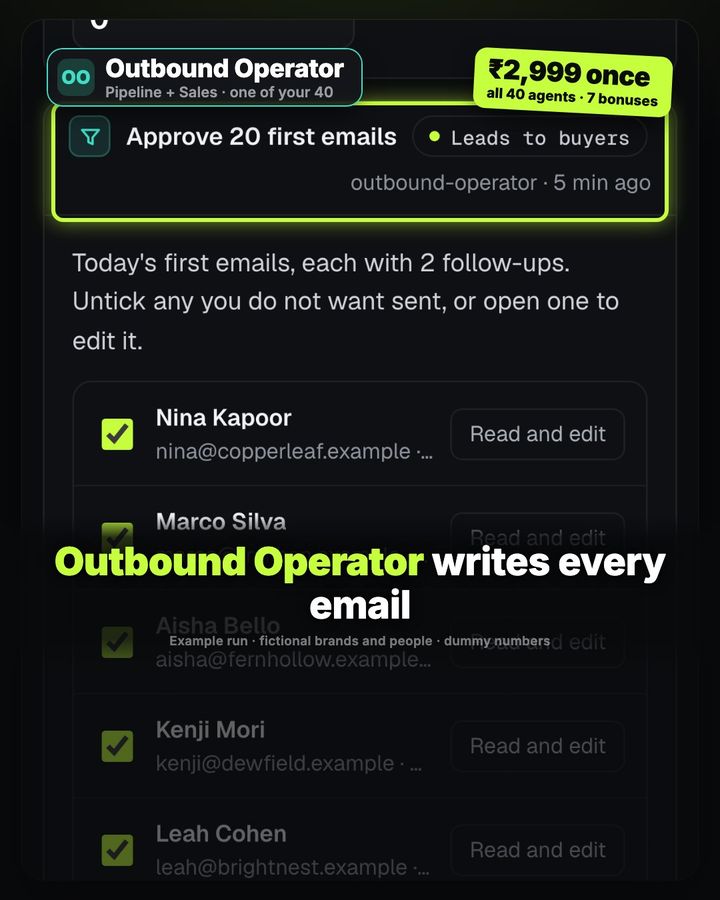 OO
Outbound Operator
Pipeline + Sales · one of your 40
₹2,999 once
all 40 agents · 7 bonuses
Approve 20 first emails
Leads to buyers
outbound-operator · 5 min ago
Today's first emails, each with 2 follow-ups.
Untick any you do not want sent, or open one to
edit it.
Nina Kapoor
nina@copperleaf.example ·…
Read and edit
Marco Silva
Read and edit
Outbound Operator writes every
email
Aisha Bello
Example run · fictional brands and people · dummy numbers
aisha@fernhollow.example…
Kenji Mori
kenji@dewfield.example · …
Read and edit
Leah Cohen
leah@brightnest.example ·…
Read and edit